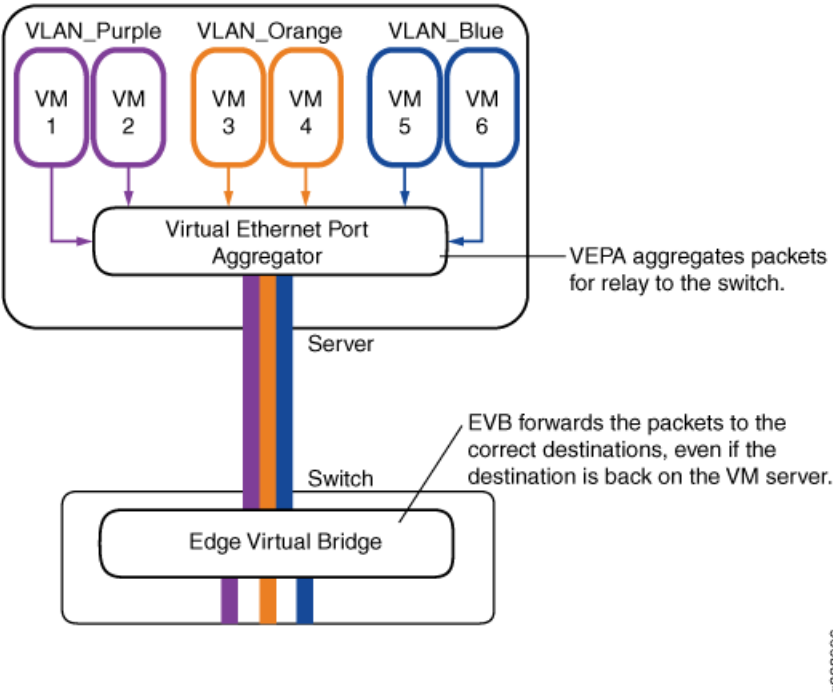 VLAN_Purple VLAN_Orange VLAN_Blue
VM VM VM VM VM VM
1 2 3 4 5 6
Virtual Ethernet Port
Aggregator
VEPA aggregates packets
for relay to the switch.
Server
EVB forwards the packets to the
correct destinations, even if the
destination is back on the VM server.
Switch
Edge Virtual Bridge